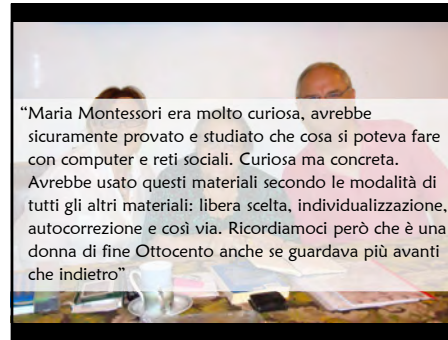 “Maria Montessori era molto curiosa, avrebbe
sicuramente provato e studiato che cosa si poteva fare
con computer e reti sociali. Curiosa ma concreta.
Avrebbe usato questi materiali secondo le modalità di
tutti gli altri materiali: libera scelta, individualizzazione,
autocorrezione e così via. Ricordiamoci però che è una
donna di fine Ottocento anche se guardava più avanti
che indietro”